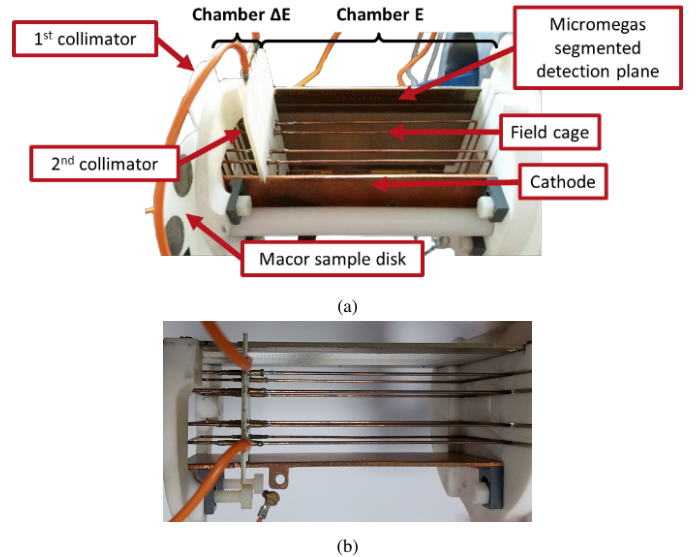 Chamber ΔE
Chamber E
1st collimator
Micromegas
segmented
detection plane
Field cage
2nd collimator
Cathode
Macor sample disk
(a)
(b)